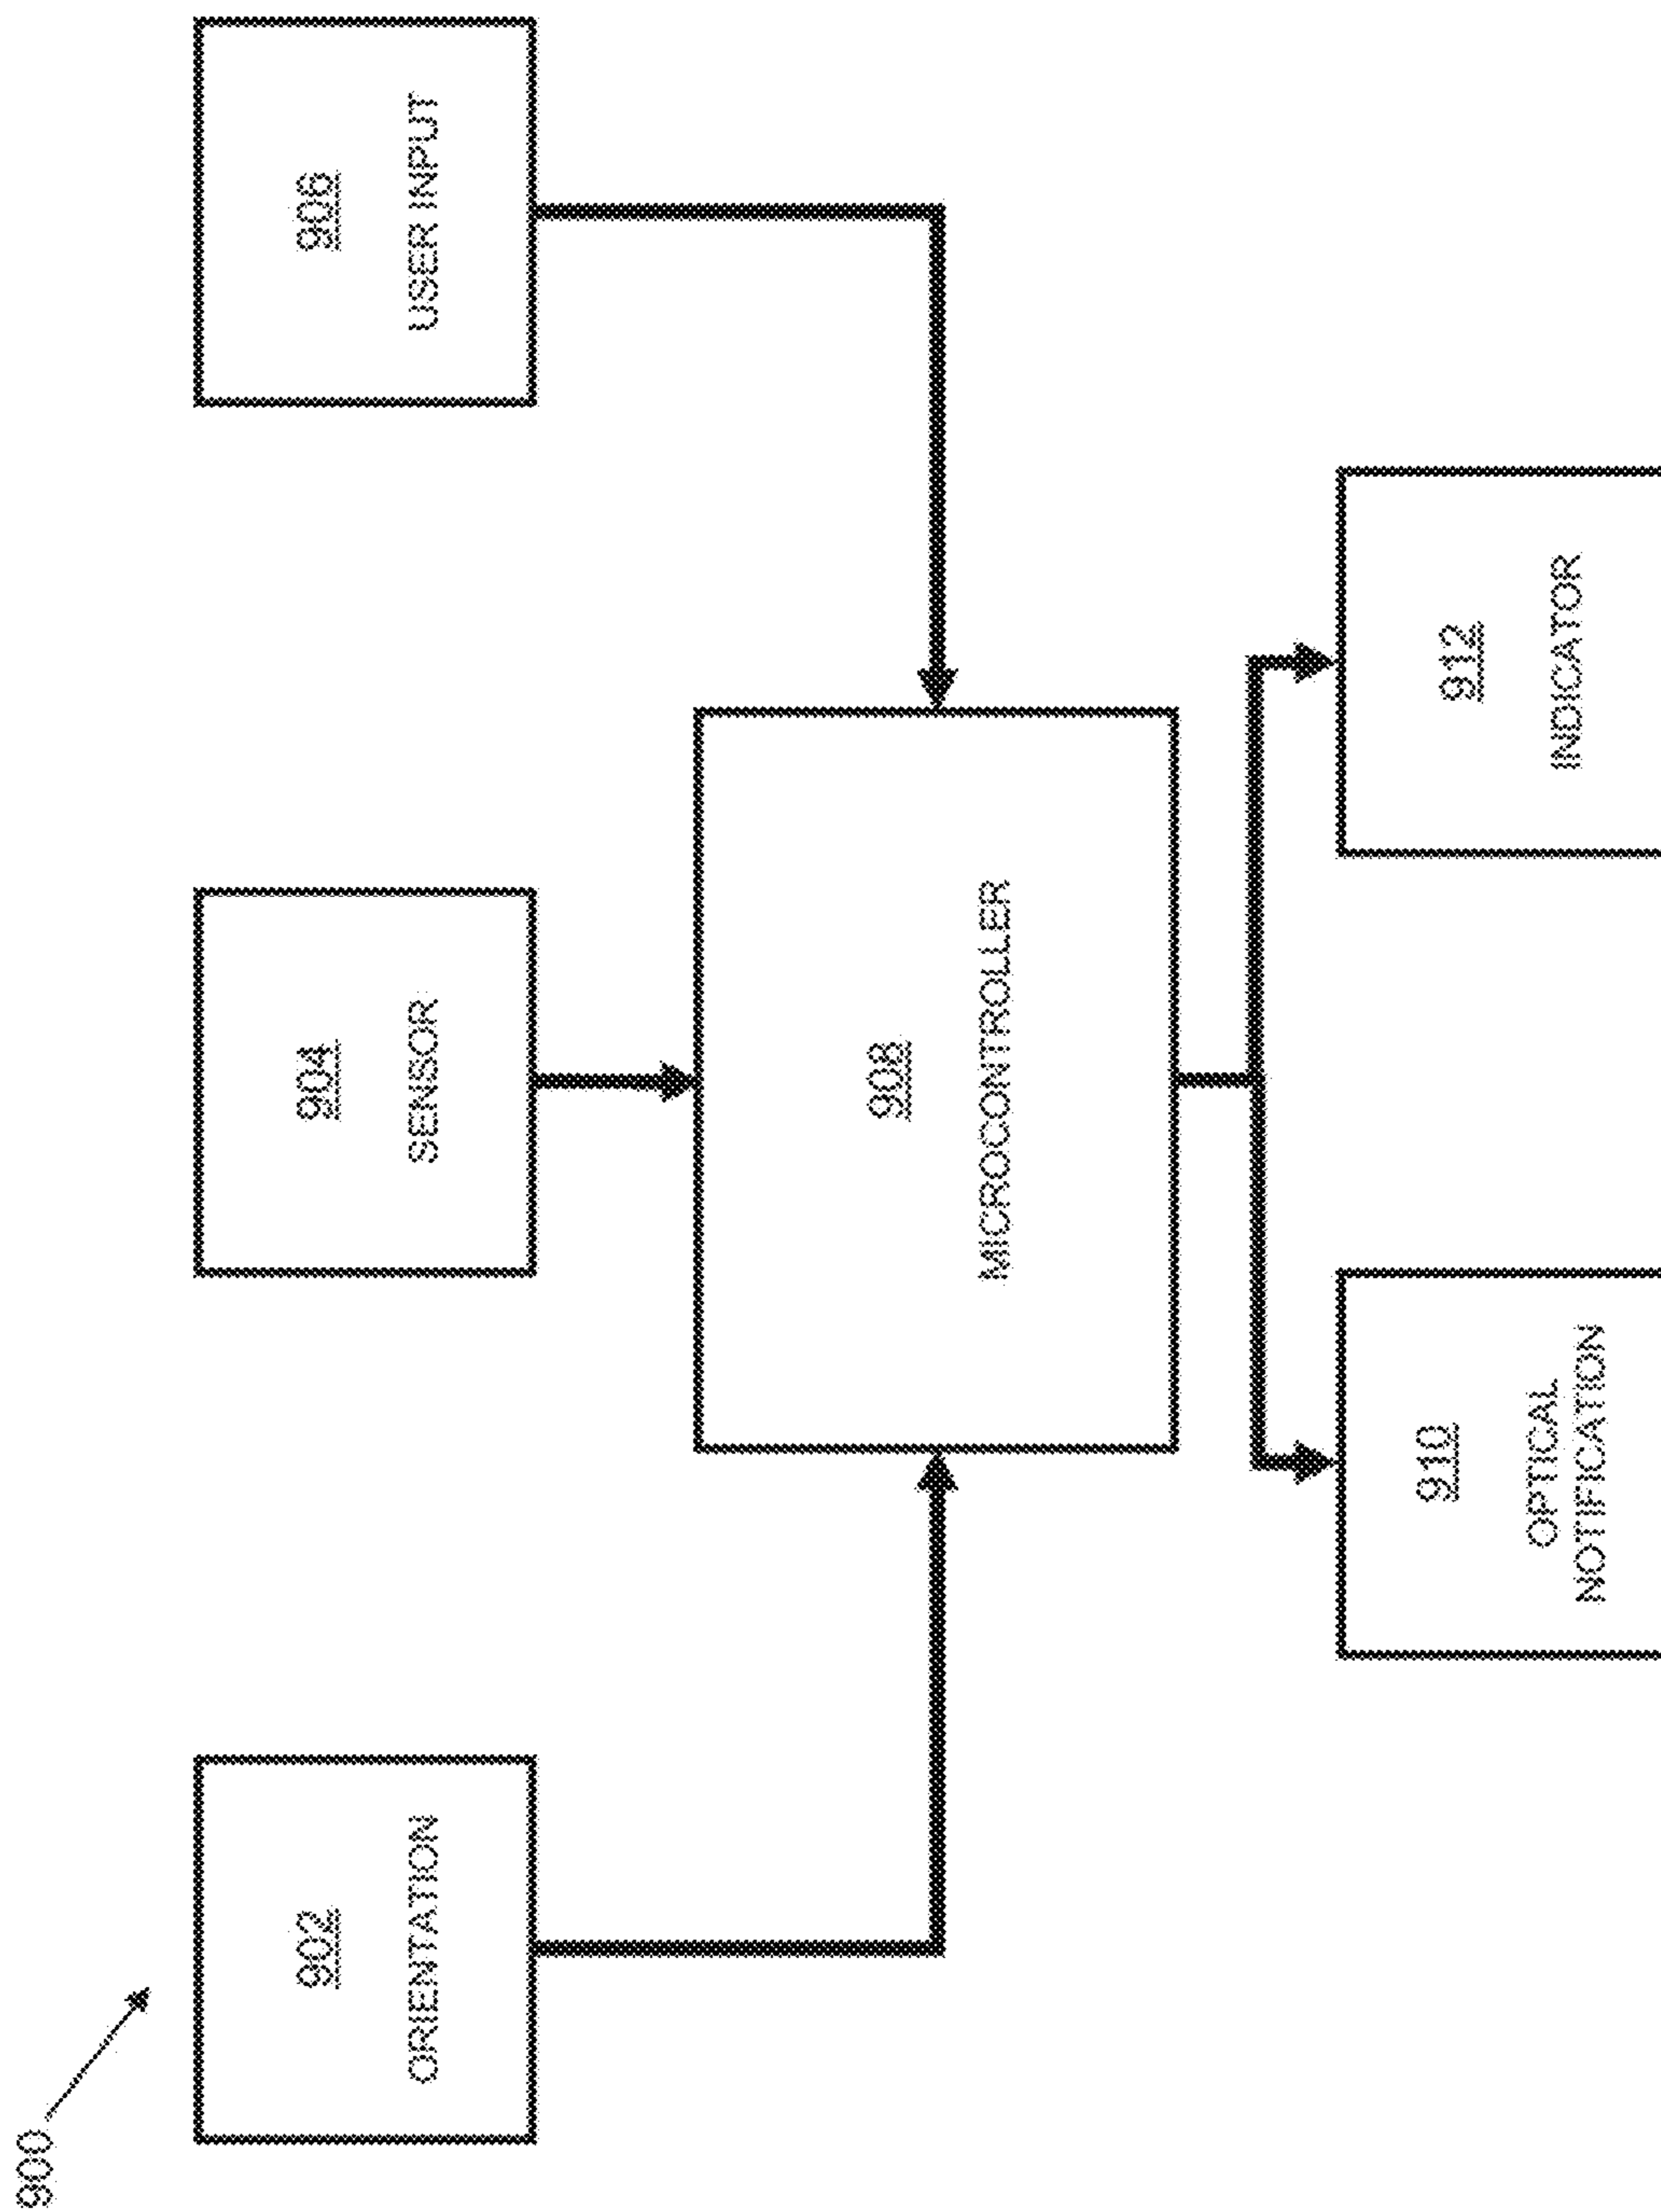 900
902
ORIENTATION
904
SENSOR
906
USER INPUT
908
MICROCONTROLLER
910
OPTICAL
NOTIFICATION
912
INDICATOR